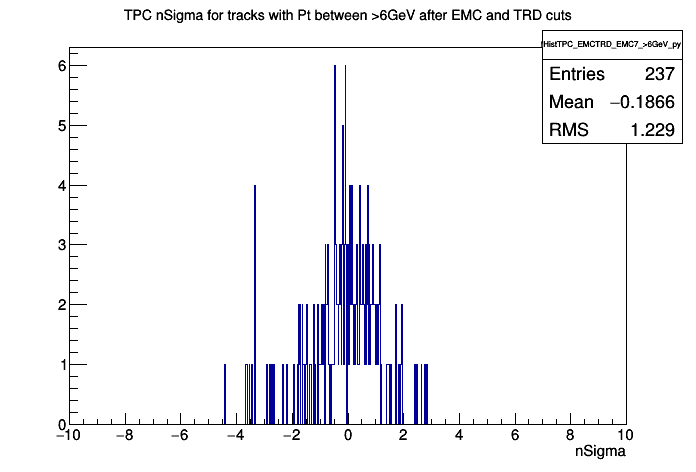 TPC nSigma for tracks with Pt between >6GeV after EMC and TRD cuts
HistTPC_EMCTRD_EMC7_>6GeV_py
Entries 237
Mean −0.1866
RMS 1.229
6
5
4
3
2
1
0
−10 −8 −6 −4 −2 0 2 4 6 8 10
nSigma